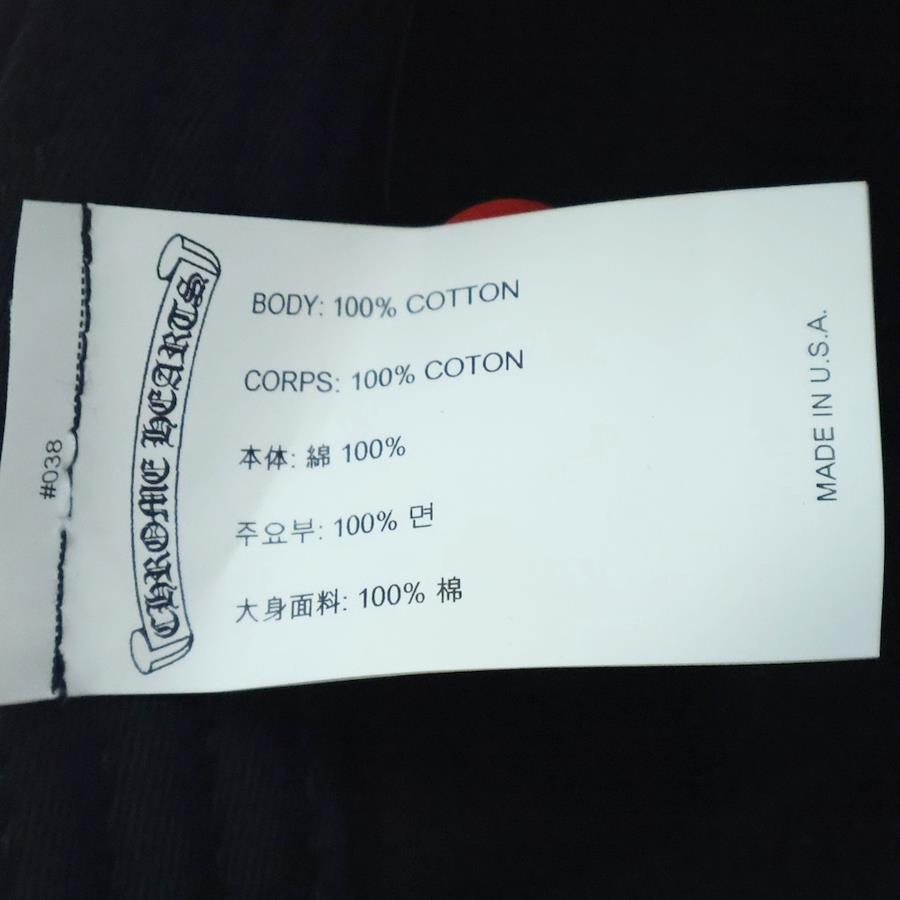 #038
CHROME HEARTS
BODY: 100% COTTON
CORPS: 100% COTON
本体: 綿 100%
주요부: 100% 면
大身面料: 100% 棉
MADE IN U.S.A.